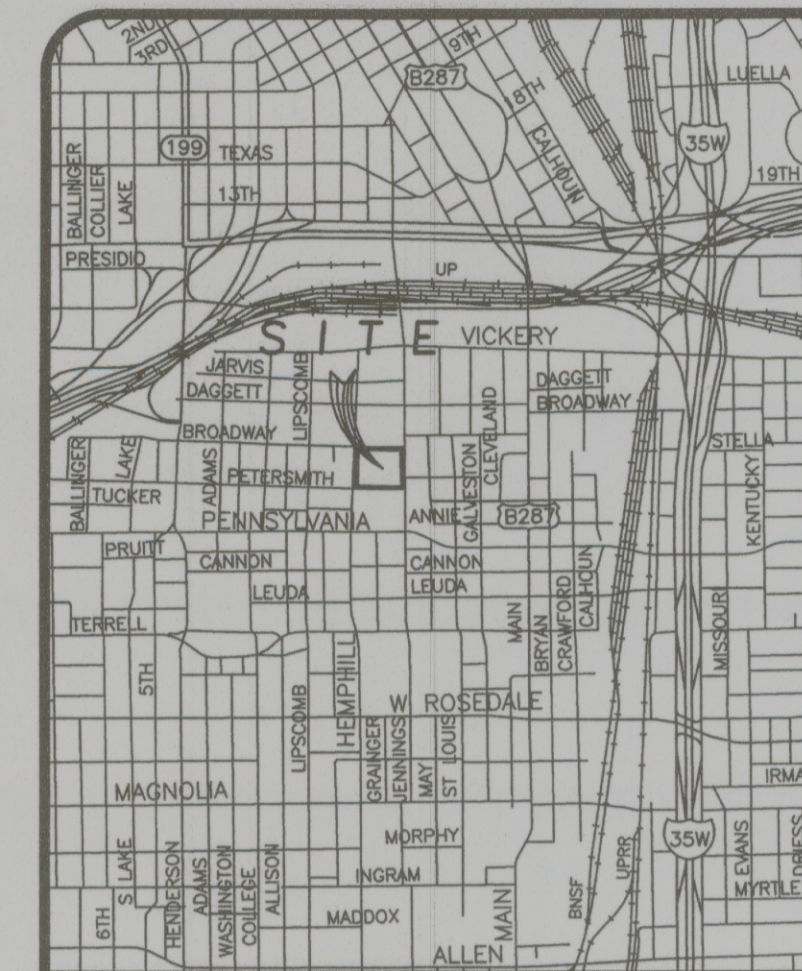 2ND
3RD
9TH
B287
18TH
LUELLA
199
TEXAS
CALHOUN
35W
BALLINGER
COLLIER
LAKE
13TH
19TH
PRESIDIO
UP
SITE
VICKERY
JARVIS
LIPSCOMB
DAGGETT
DAGGETT
BROADWAY
CLEVELAND
BROADWAY
STELLA
BALLINGER
LAKE
ADAMS
PETERSMITH
GALVESTON
KENTUCKY
TUCKER
PENNSYLVANIA
ANNIE
B287
PRUITT
CANNON
CANNON
LEUDA
LEUDA
CALHOUN
TERRELL
MAIN
BRYAN
CRAWFORD
MISSOURI
5TH
LIPSCOMB
HEMPHILL
W ROSEDALE
GRAINGER
JENNINGS
MAY
ST LOUIS
IRMA
MAGNOLIA
MORPHY
35W
EVANS
DRIESS
S LAKE
HENDERSON
ADAMS
WASHINGTON
COLLEGE
ALLISON
INGRAM
UPRR
BNSF
MYRTLE
6TH
MADDOX
MAIN
ALLEN